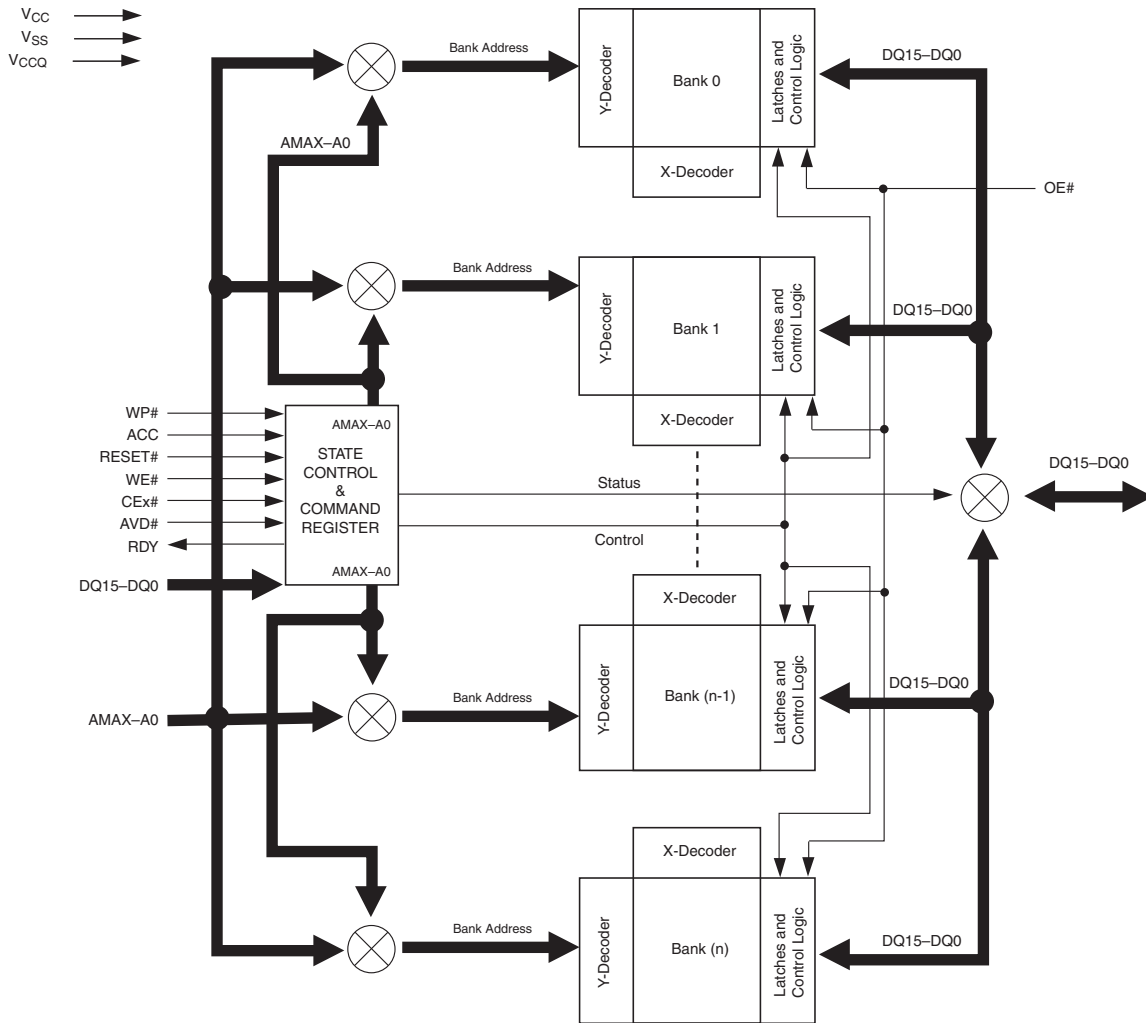 VCC
VSS
VCCQ
Bank Address
Y-Decoder
Bank 0
Latches and
Control Logic
DQ15–DQ0
X-Decoder
AMAX–A0
OE#
Bank Address
Y-Decoder
Bank 1
Latches and
Control Logic
DQ15–DQ0
X-Decoder
WP#
ACC
RESET#
WE#
CEx#
AVD#
RDY
DQ15–DQ0
AMAX–A0
STATE
CONTROL
&
COMMAND
REGISTER
AMAX–A0
Status
Control
DQ15–DQ0
X-Decoder
AMAX–A0
Bank Address
Y-Decoder
Bank (n-1)
Latches and
Control Logic
DQ15–DQ0
X-Decoder
Bank Address
Y-Decoder
Bank (n)
Latches and
Control Logic
DQ15–DQ0